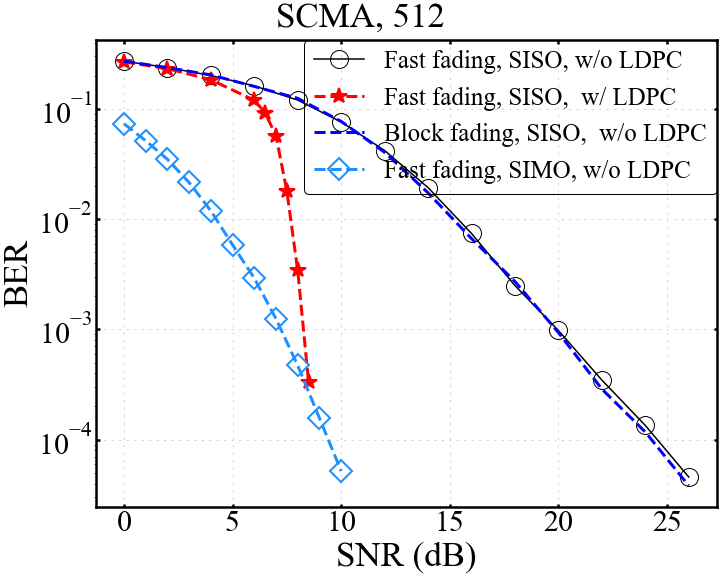 SCMA, 512
Fast fading, SISO, w/o LDPC
Fast fading, SISO,  w/ LDPC
Block fading, SISO,  w/o LDPC
Fast fading, SIMO, w/o LDPC
BER
10⁻¹
10⁻²
10⁻³
10⁻⁴
0 5 10 15 20 25
SNR (dB)